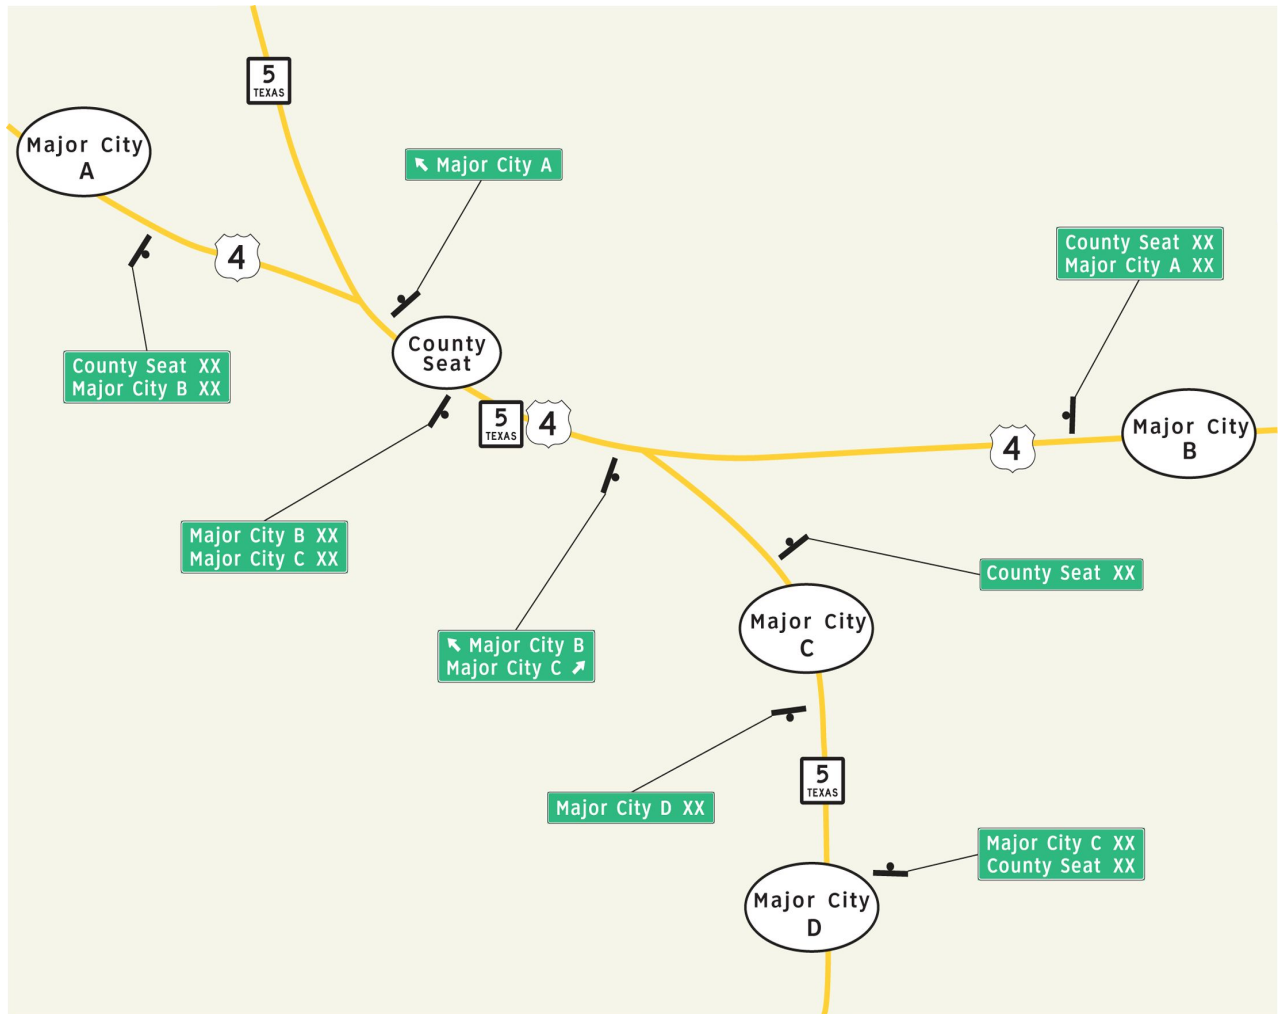 5
TEXAS
Major City
A
↖ Major City A
4
County Seat XX
Major City A XX
County
Seat
County Seat XX
Major City B XX
5
TEXAS
4
Major City
B
4
Major City B XX
Major City C XX
County Seat XX
Major City
C
↖ Major City B
Major City C ↗
5
TEXAS
Major City D XX
Major City C XX
County Seat XX
Major City
D